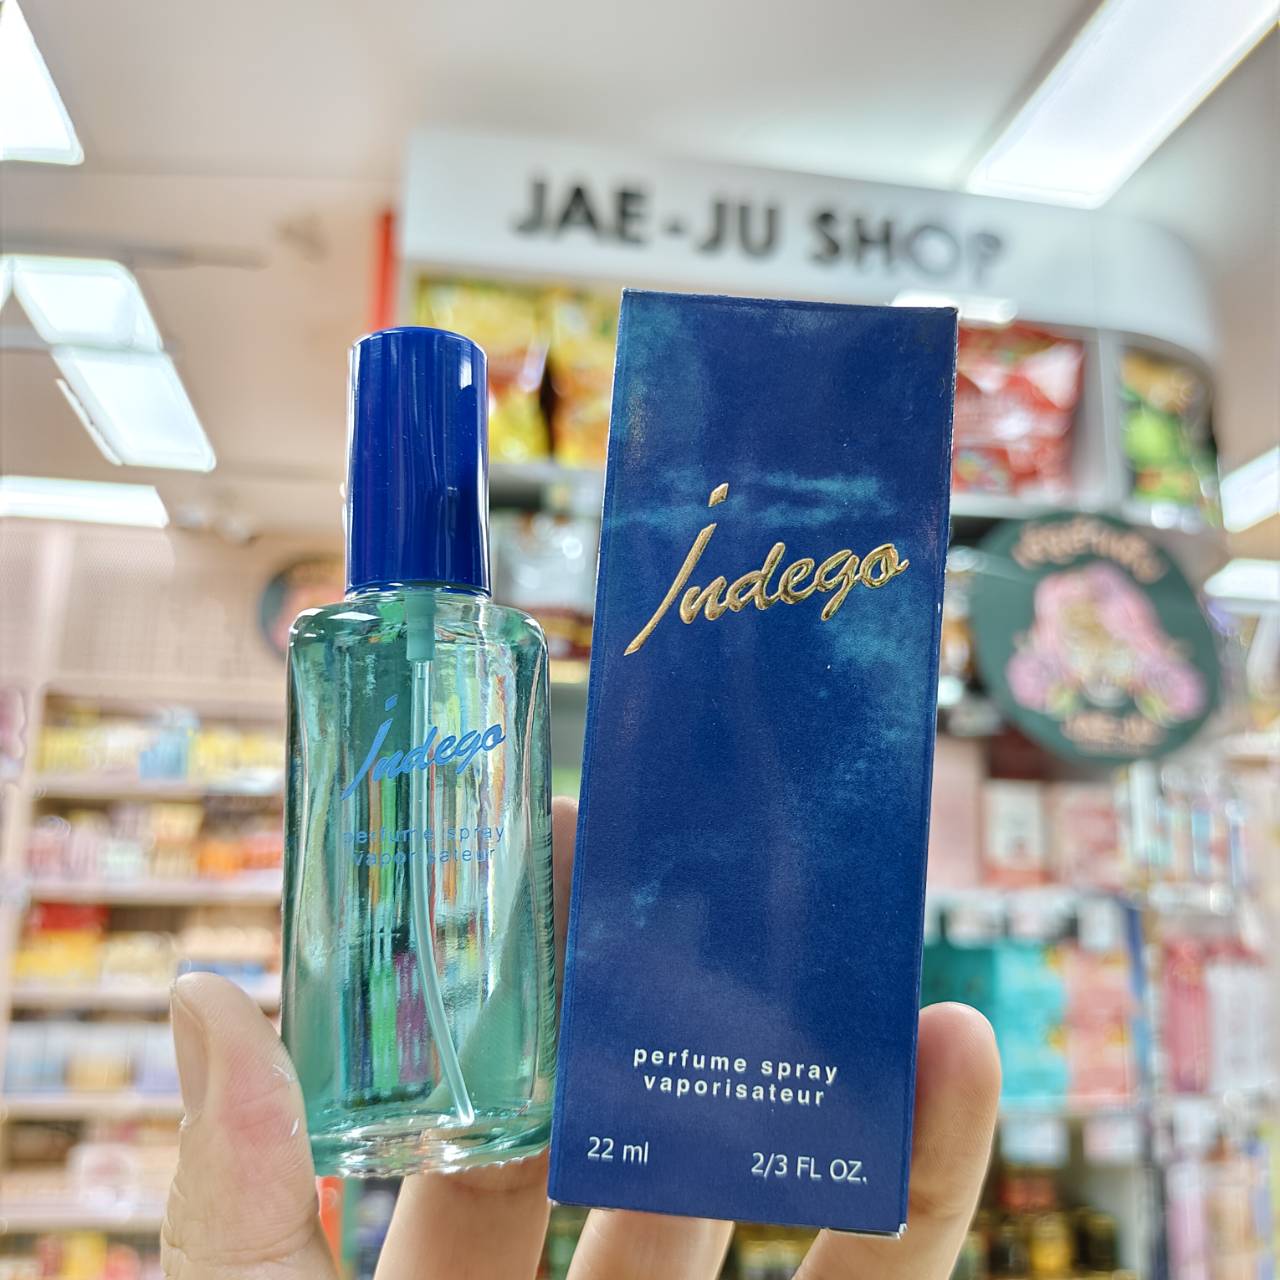 JAE-JU SHOP
Indego
perfume spray
vaporisateur
Indego
perfume spray
vaporisateur
22 ml
2/3 FL OZ.